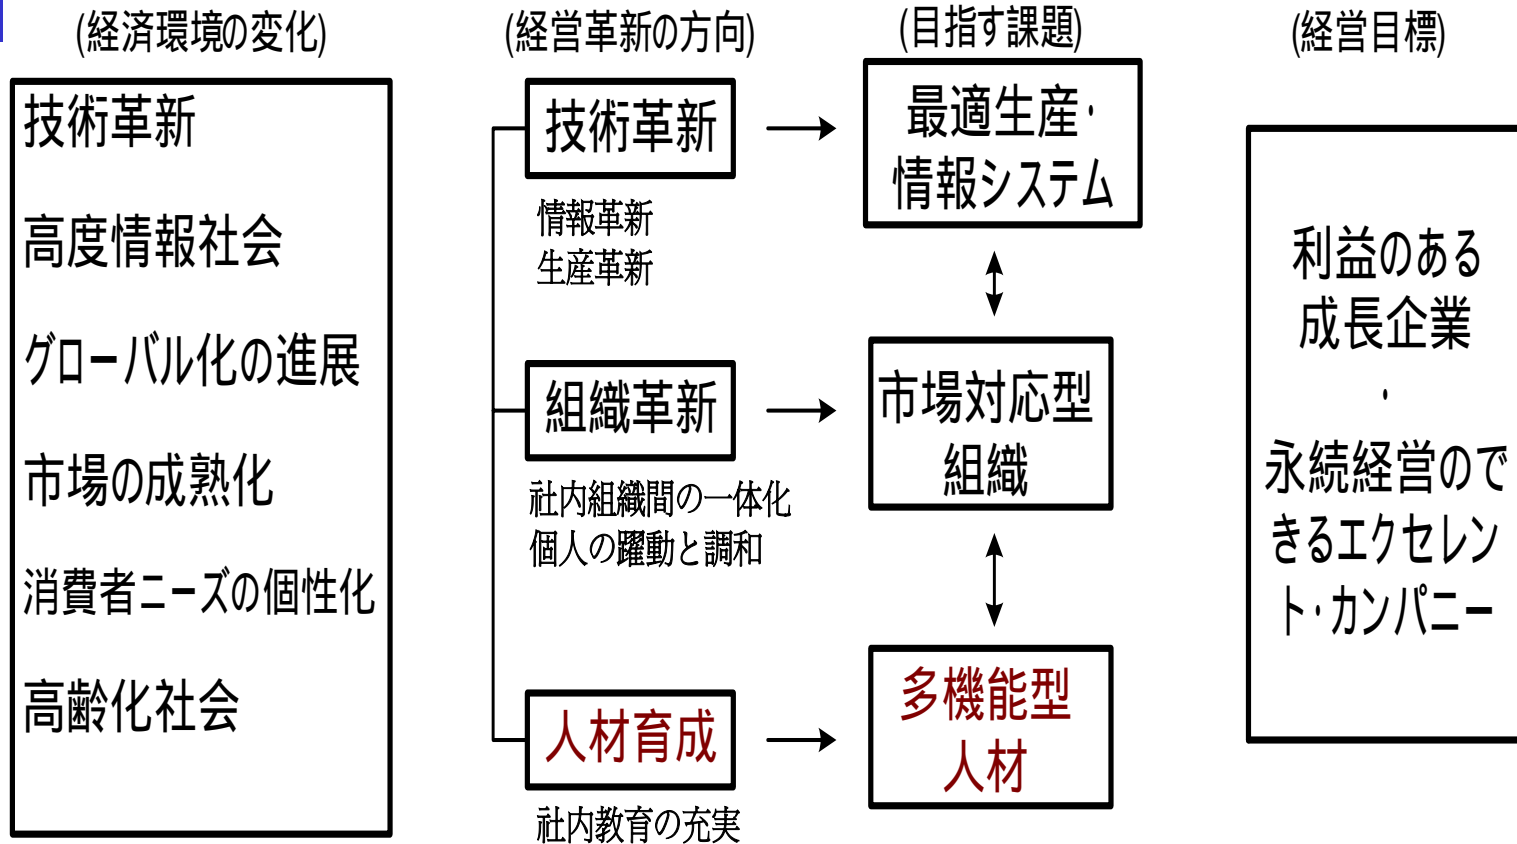 (経済環境の変化)
技術革新
高度情報社会
グローバル化の進展
市場の成熟化
消費者ニーズの個性化
高齢化社会
(経営革新の方向)
技術革新
情報革新
生産革新
組織革新
社内組織間の一体化
個人の躍動と調和
人材育成
社内教育の充実
(目指す課題)
最適生産・
情報システム
市場対応型
組織
多機能型
人材
(経営目標)
利益のある
成長企業
・
永続経営ので
きるエクセレン
ト・カンパニー